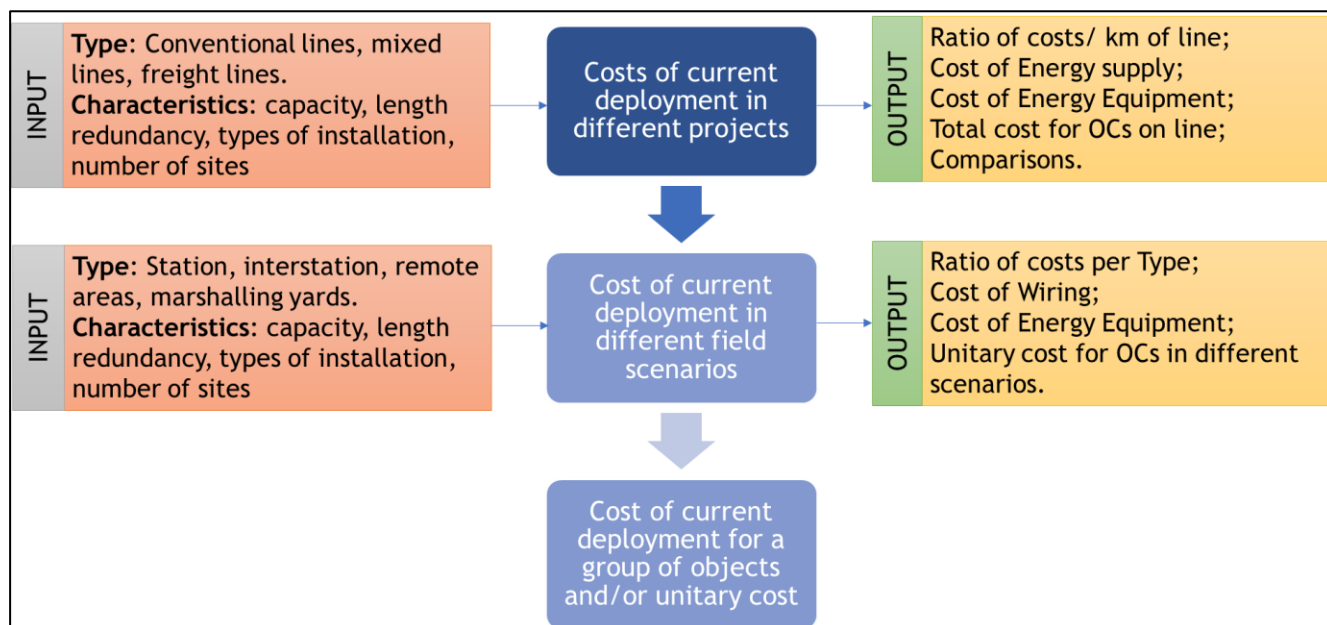 INPUT
Type: Conventional lines, mixed
lines, freight lines.
Characteristics: capacity, length
redundancy, types of installation,
number of sites
Costs of current
deployment in
different projects
OUTPUT
Ratio of costs/ km of line;
Cost of Energy supply;
Cost of Energy Equipment;
Total cost for OCs on line;
Comparisons.
INPUT
Type: Station, interstation, remote
areas, marshalling yards.
Characteristics: capacity, length
redundancy, types of installation,
number of sites
Cost of current
deployment in
different field
scenarios
OUTPUT
Ratio of costs per Type;
Cost of Wiring;
Cost of Energy Equipment;
Unitary cost for OCs in different
scenarios.
Cost of current
deployment for a
group of objects
and/or unitary cost